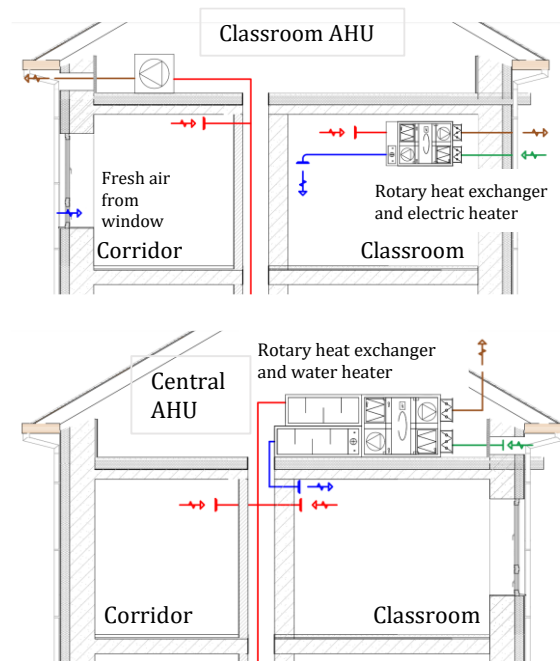 Classroom AHU
Fresh air
from
window
Rotary heat exchanger
and electric heater
Corridor
Classroom
Rotary heat exchanger
and water heater
Central
AHU
Corridor
Classroom